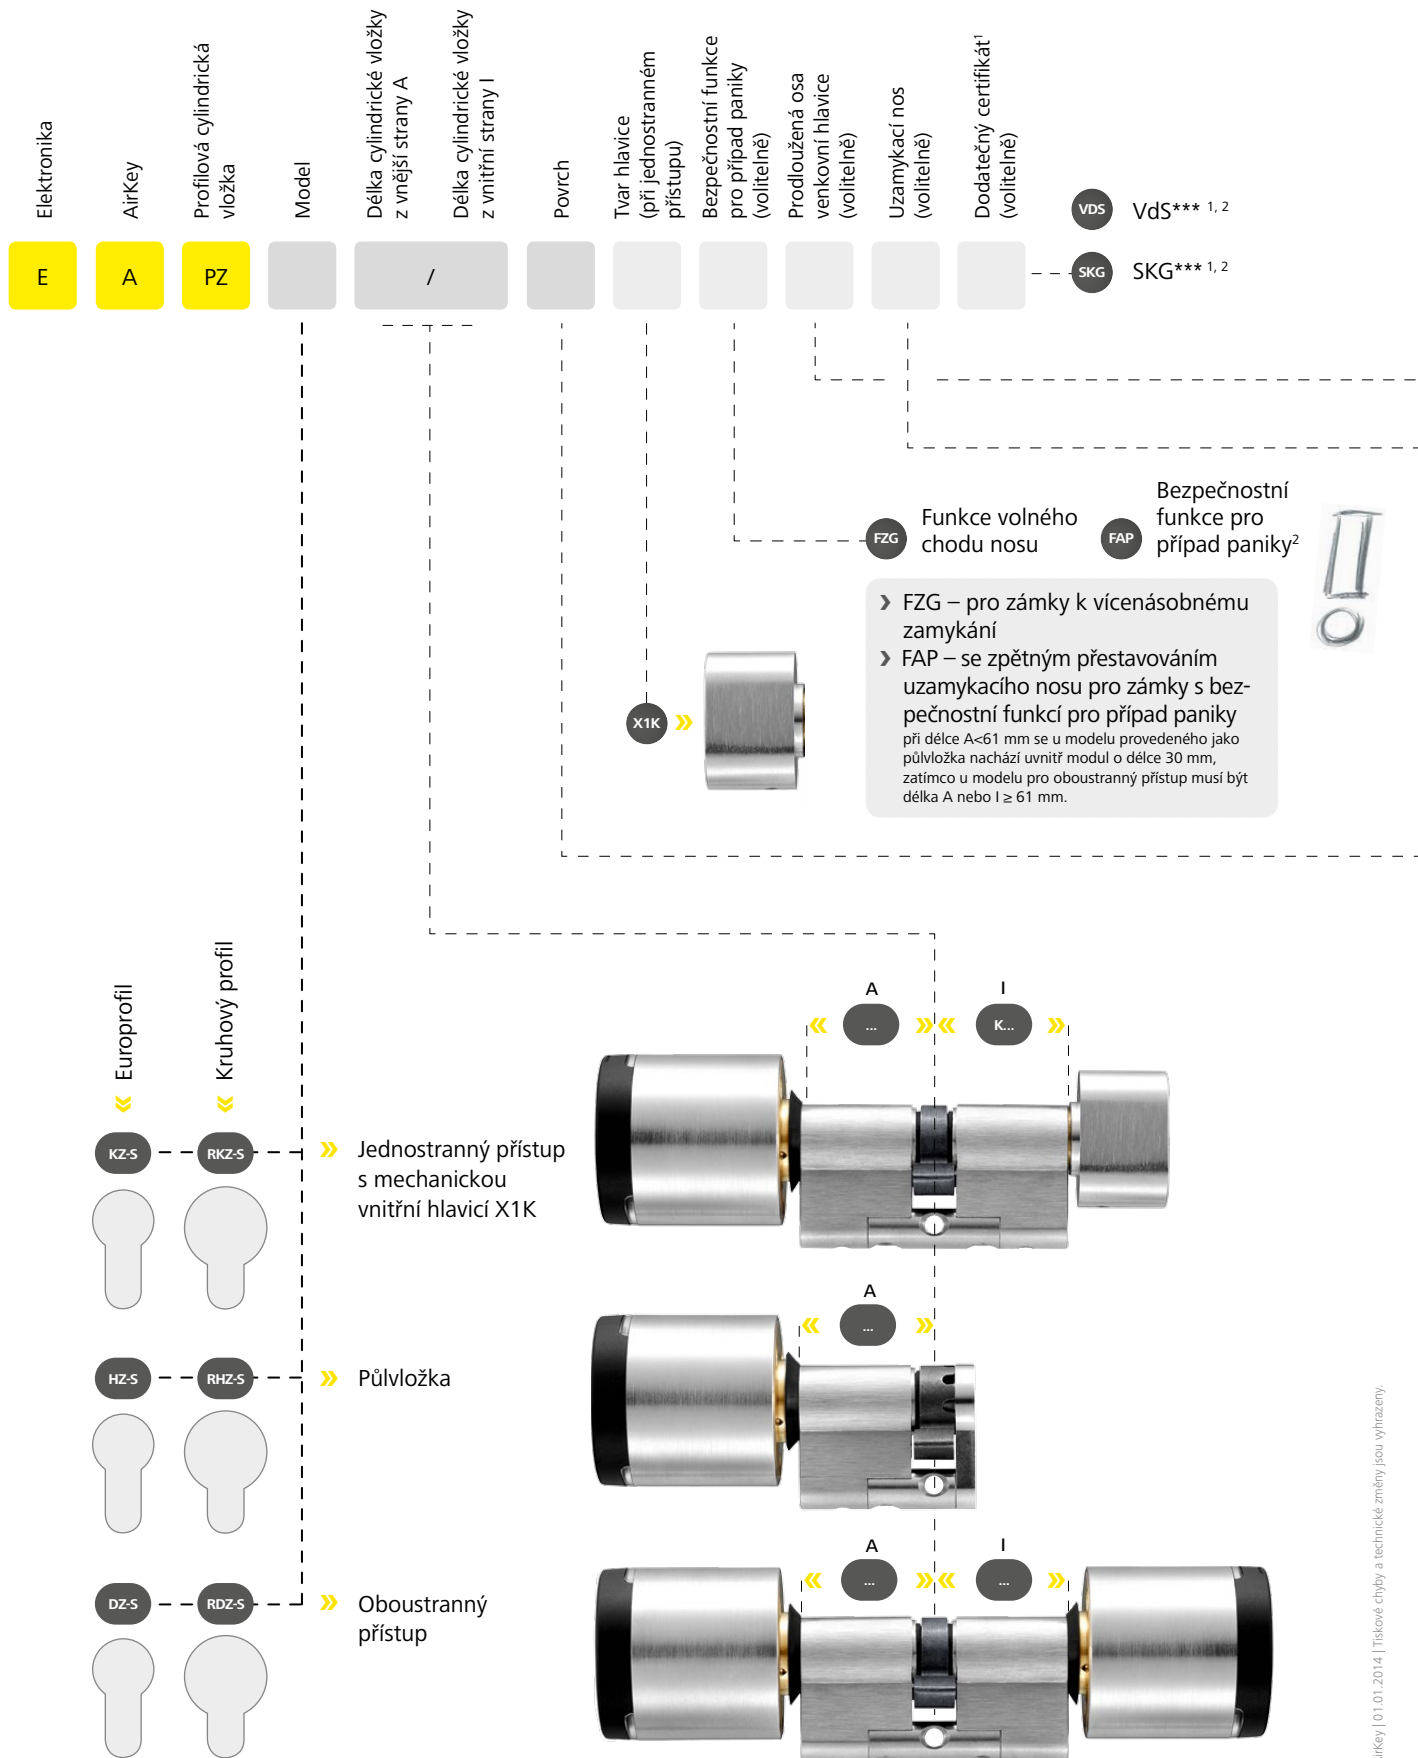 Elektronika
AirKey
Profilová cylindrická
vložka
Model
Délka cylindrické vložky
z vnější strany A
Délka cylindrické vložky
z vnitřní strany I
Povrch
Tvar hlavice
(při jednostranném
přístupu)
Bezpečnostní funkce
pro případ paniky
(volitelně)
Prodloužená osa
venkovní hlavice
(volitelně)
Uzamykací nos
(volitelně)
Dodatečný certifikát¹
(volitelně)
VDS VdS*** 1, 2
E A PZ / SKG SKG*** 1, 2
FZG Funkce volného
chodu nosu
FAP Bezpečnostní
funkce pro
případ paniky²
› FZG – pro zámky k vícenásobnému
zamykání
› FAP – se zpětným přestavováním
uzamykacího nosu pro zámky s bez-
pečnostní funkcí pro případ paniky
při délce A<61 mm se u modelu provedeného jako
půlvložka nachází uvnitř modul o délce 30 mm,
zatímco u modelu pro oboustranný přístup musí být
délka A nebo I ≥ 61 mm.
X1K »
« Europrofil
« Kruhový profil
A I
« ... » « K... »
KZ-S RKZ-S » Jednostranný přístup
s mechanickou
vnitřní hlavicí X1K
A
« ... »
HZ-S RHZ-S » Půlvložka
A I
« ... » « ... »
DZ-S RDZ-S » Oboustranný
přístup
irKey | 01.01.2014 | Tiskové chyby a technické změny jsou vyhrazeny.